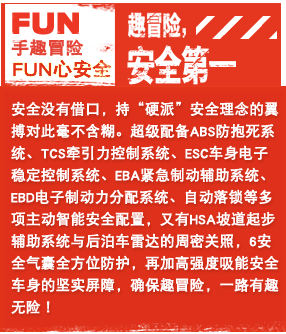 FUN
手趣冒险
FUN心安全
趣冒险，
安全第一
安全没有借口，持“硬派”安全理念的翼
搏对此毫不含糊。超级配备ABS防抱死系
统、TCS牵引力控制系统、ESC车身电子
稳定控制系统、EBA紧急制动辅助系统、
EBD电子制动力分配系统、自动落锁等多
项主动智能安全配置，又有HSA坡道起步
辅助系统与后泊车雷达的周密关照，6安
全气囊全方位防护，再加高强度吸能安全
车身的坚实屏障，确保趣冒险，一路有趣
无险！